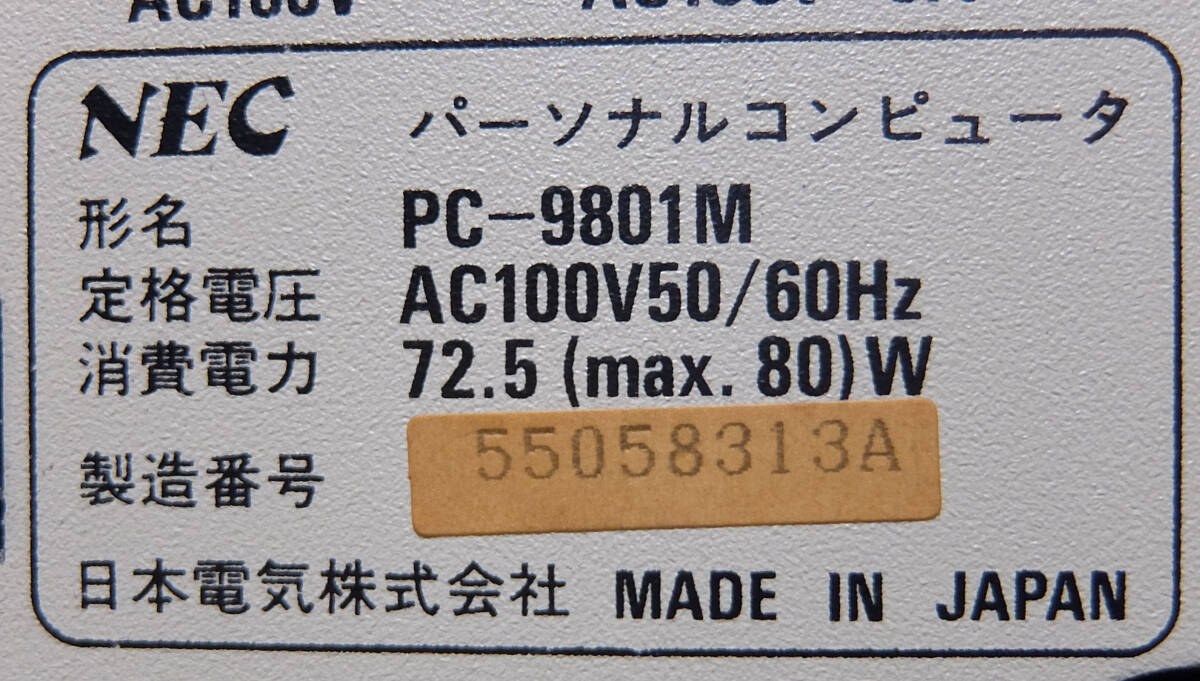 AC100V
NEC パーソナルコンピュータ
形名 PC-9801M
定格電圧 AC100V50/60Hz
消費電力 72.5 (max. 80)W
製造番号 55058313A
日本電気株式会社 MADE IN JAPAN